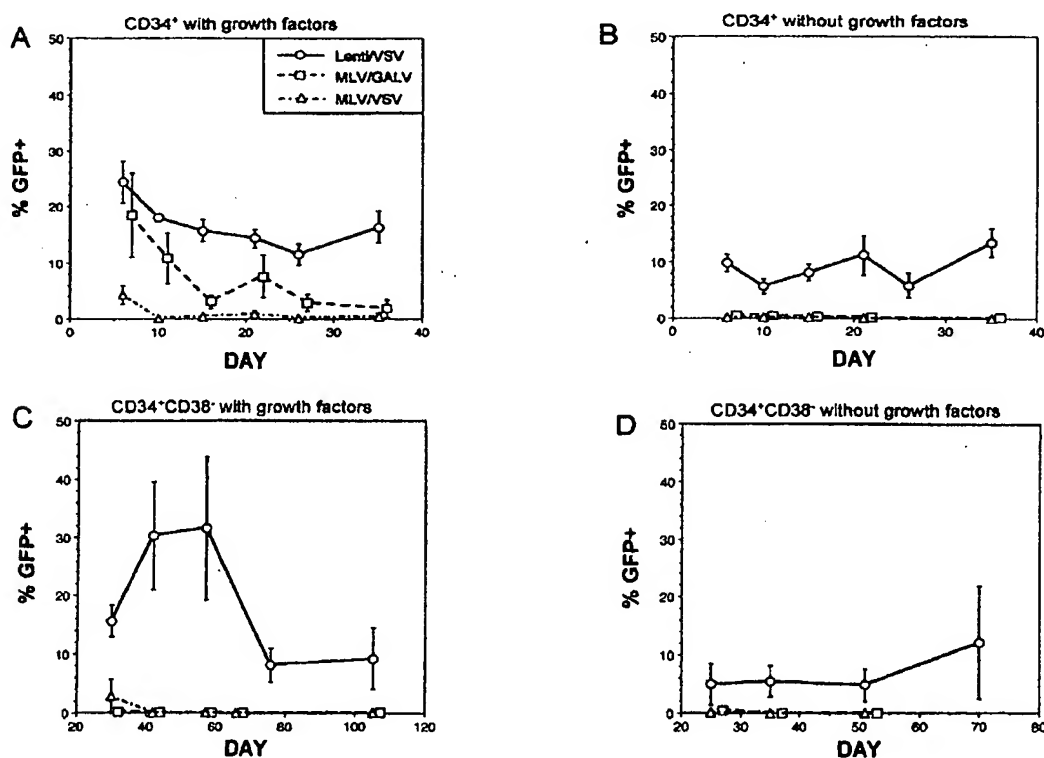 A
CD34⁺ with growth factors
% GFP+
50
40
30
20
10
0
Lenti/VSV
MLV/GALV
MLV/VSV
0 10 20 30 40
DAY
B
CD34⁺ without growth factors
% GFP+
50
40
30
20
10
0
0 10 20 30 40
DAY
C
CD34⁺CD38⁻ with growth factors
% GFP+
50
40
30
20
10
0
20 40 60 80 100 120
DAY
D
CD34⁺CD38⁻ without growth factors
% GFP+
50
40
30
20
10
0
20 30 40 50 60 70 80
DAY